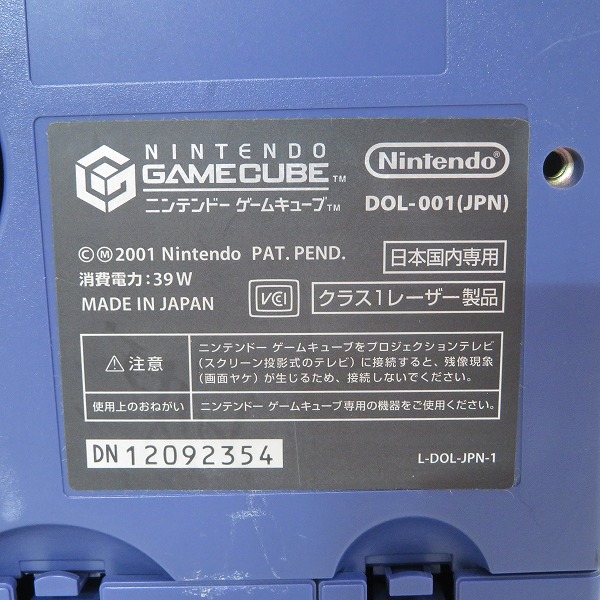 NINTENDO
GAMECUBE™
ニンテンドー ゲームキューブ™
Nintendo®
DOL-001(JPN)
©Ⓜ2001 Nintendo PAT. PEND.
消費電力:39W
MADE IN JAPAN
VCI
日本国内専用
クラス1レーザー製品
⚠注意
ニンテンドー ゲームキューブをプロジェクションテレビ
(スクリーン投影式のテレビ)に接続すると、残像現象
(画面ヤケ)が生じるため、接続しないでください。
使用上のおねがい
ニンテンドー ゲームキューブ専用の機器をご使用ください。
DN 12092354
L-DOL-JPN-1